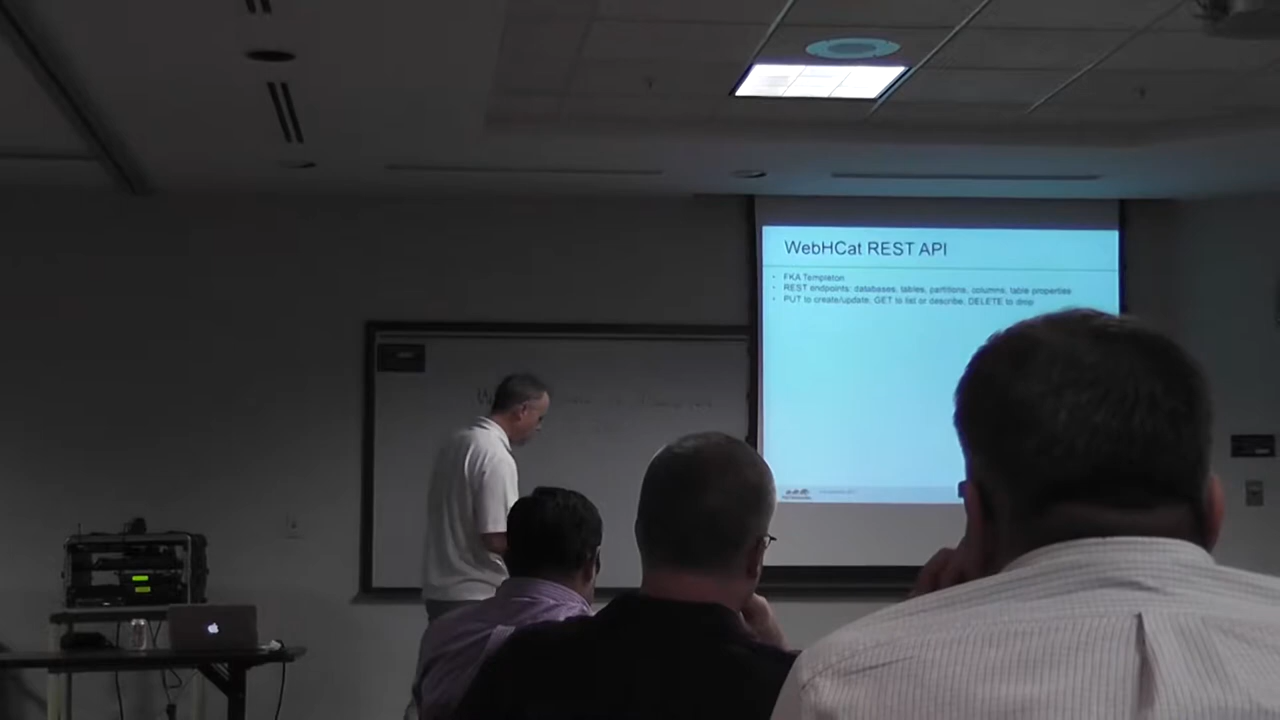 WebHCat REST API
• FKA Templeton
• REST endpoints: databases, tables, partitions, columns, table properties
• PUT to create/update, GET to list or describe, DELETE to drop